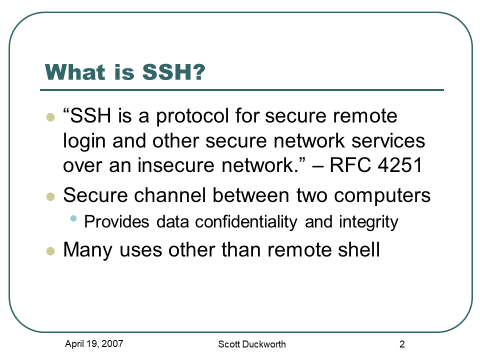 What is SSH?
“SSH is a protocol for secure remote
login and other secure network services
over an insecure network.” – RFC 4251
Secure channel between two computers
Provides data confidentiality and integrity
Many uses other than remote shell
April 19, 2007
Scott Duckworth
2